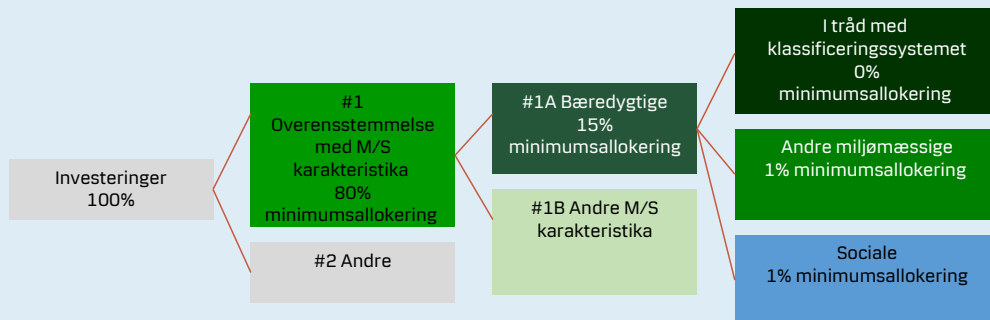 Investeringer
100%
#1
Overensstemmelse
med M/S
karakteristika
80%
minimumsallokering
#2 Andre
#1A Bæredygtige
15%
minimumsallokering
#1B Andre M/S
karakteristika
I tråd med
klassificeringssystemet
0%
minimumsallokering
Andre miljømæssige
1% minimumsallokering
Sociale
1% minimumsallokering